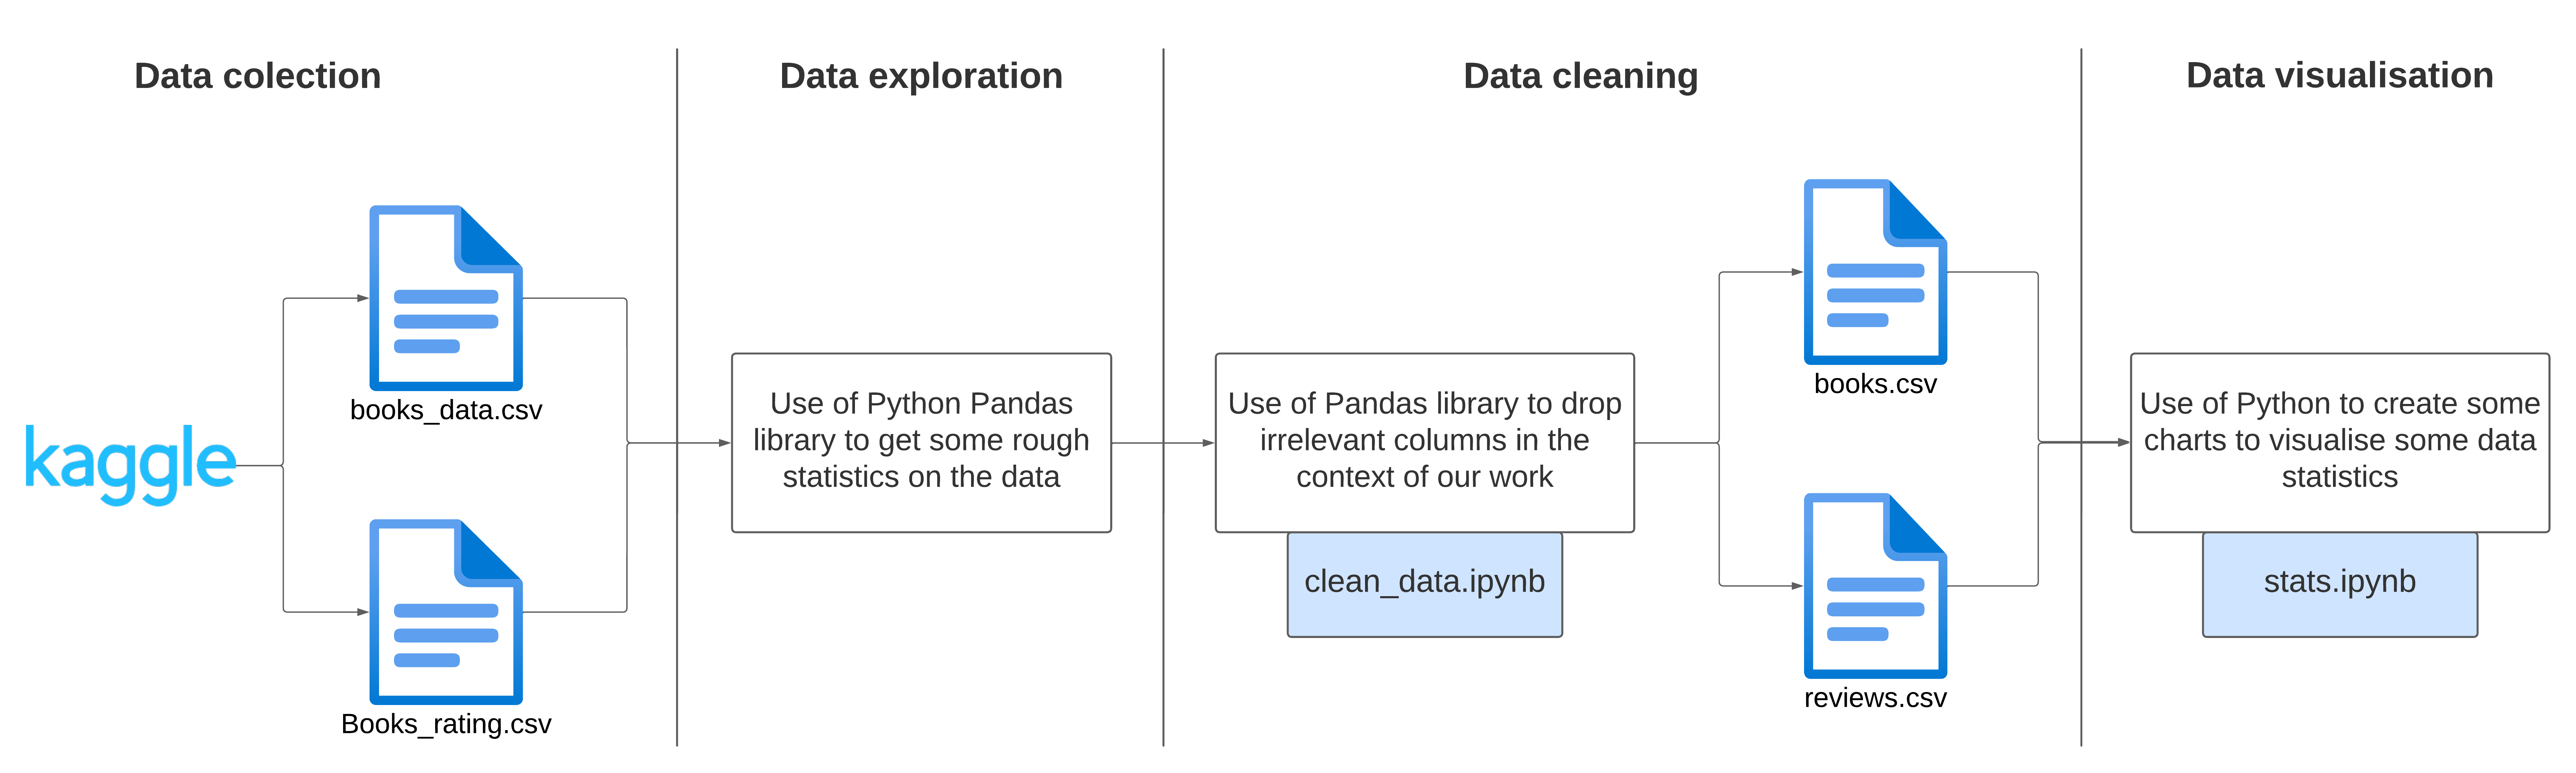 Data colection
Data exploration
Data cleaning
Data visualisation
kaggle
books_data.csv
Books_rating.csv
Use of Python Pandas
library to get some rough
statistics on the data
Use of Pandas library to drop
irrelevant columns in the
context of our work
clean_data.ipynb
books.csv
reviews.csv
Use of Python to create some
charts to visualise some data
statistics
stats.ipynb